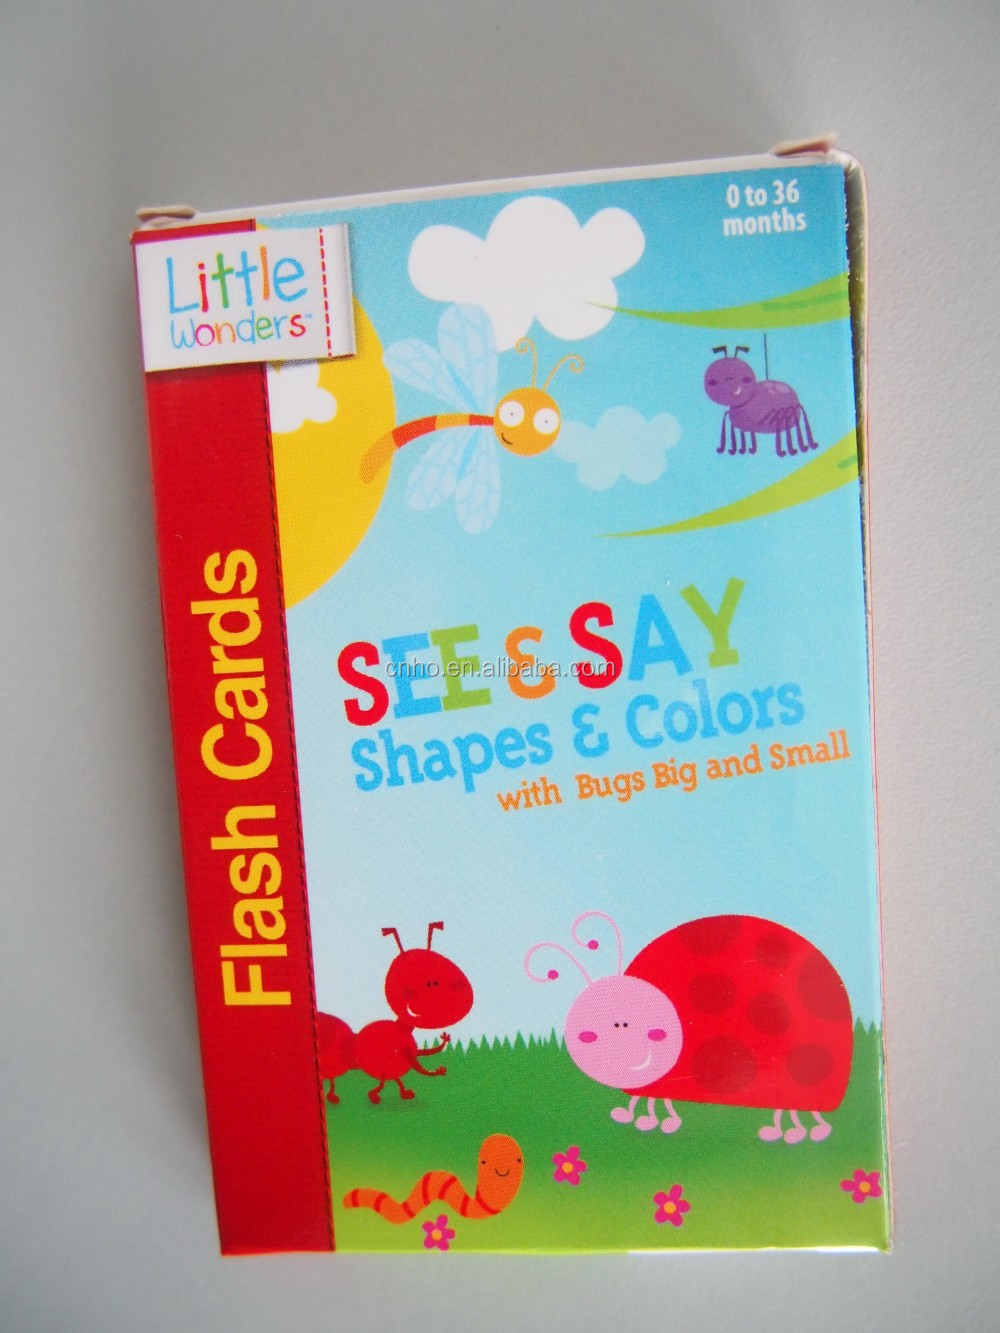 0 to 36
months
Little
Wonders™
Flash Cards
SEE & SAY
cnho.en.alibaba.com
Shapes & Colors
with Bugs Big and Small